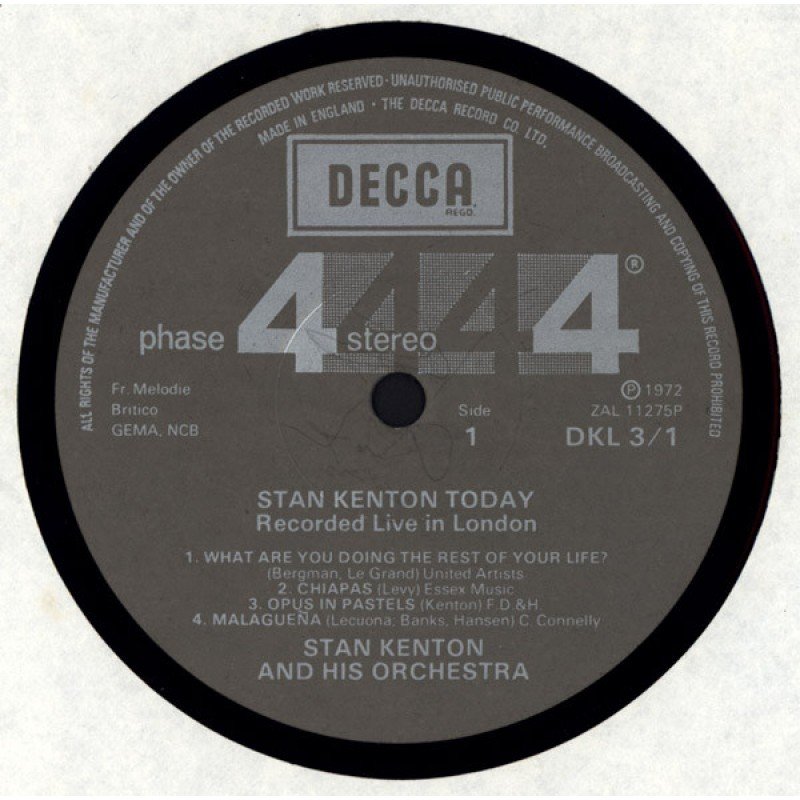 ALL RIGHTS OF THE MANUFACTURER AND OF THE OWNER OF THE RECORDED WORK RESERVED · UNAUTHORISED PUBLIC PERFORMANCE BROADCASTING AND COPYING OF THIS RECORD PROHIBITED
MADE IN ENGLAND · THE DECCA RECORD CO. LTD.
DECCA
REGD.
phase 4 stereo 4 4 4 ®
Fr. Melodie
Britico
GEMA, NCB
Side
1
Ⓟ 1972
ZAL 11275P
DKL 3/1
STAN KENTON TODAY
Recorded Live in London
1. WHAT ARE YOU DOING THE REST OF YOUR LIFE?
(Bergman, Le Grand) United Artists
2. CHIAPAS (Levy) Essex Music
3. OPUS IN PASTELS (Kenton) F.D.&H.
4. MALAGUEÑA (Lecuona; Banks, Hansen) C. Connelly
STAN KENTON
AND HIS ORCHESTRA